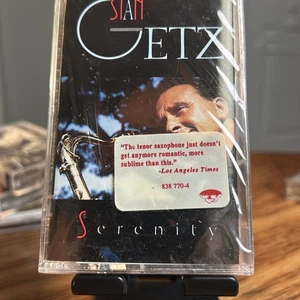 STAN
GETZ
"The tenor saxophone just doesn't
get anymore romantic, more
sublime than this."
-Los Angeles Times
838 770-4
Serenity